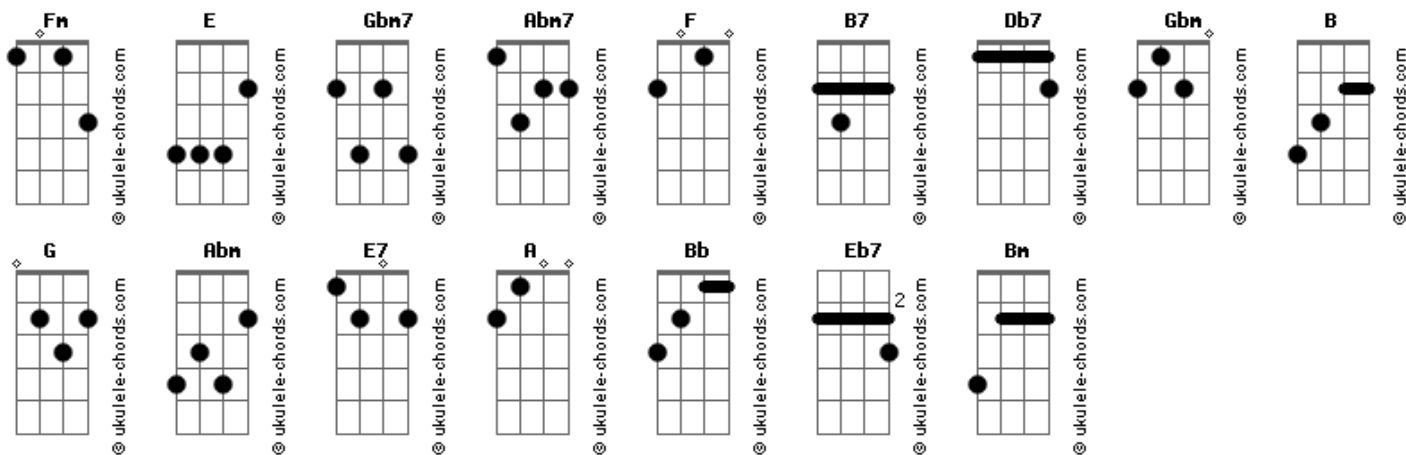 Fm E Gbm7 Abm7 F B7 Db7 Gbm B
© ukulele-chords.com © ukulele-chords.com © ukulele-chords.com © ukulele-chords.com © ukulele-chords.com © ukulele-chords.com © ukulele-chords.com © ukulele-chords.com © ukulele-chords.com
G Abm E7 A Bb Eb7 Bm
2
© ukulele-chords.com © ukulele-chords.com © ukulele-chords.com © ukulele-chords.com © ukulele-chords.com © ukulele-chords.com © ukulele-chords.com